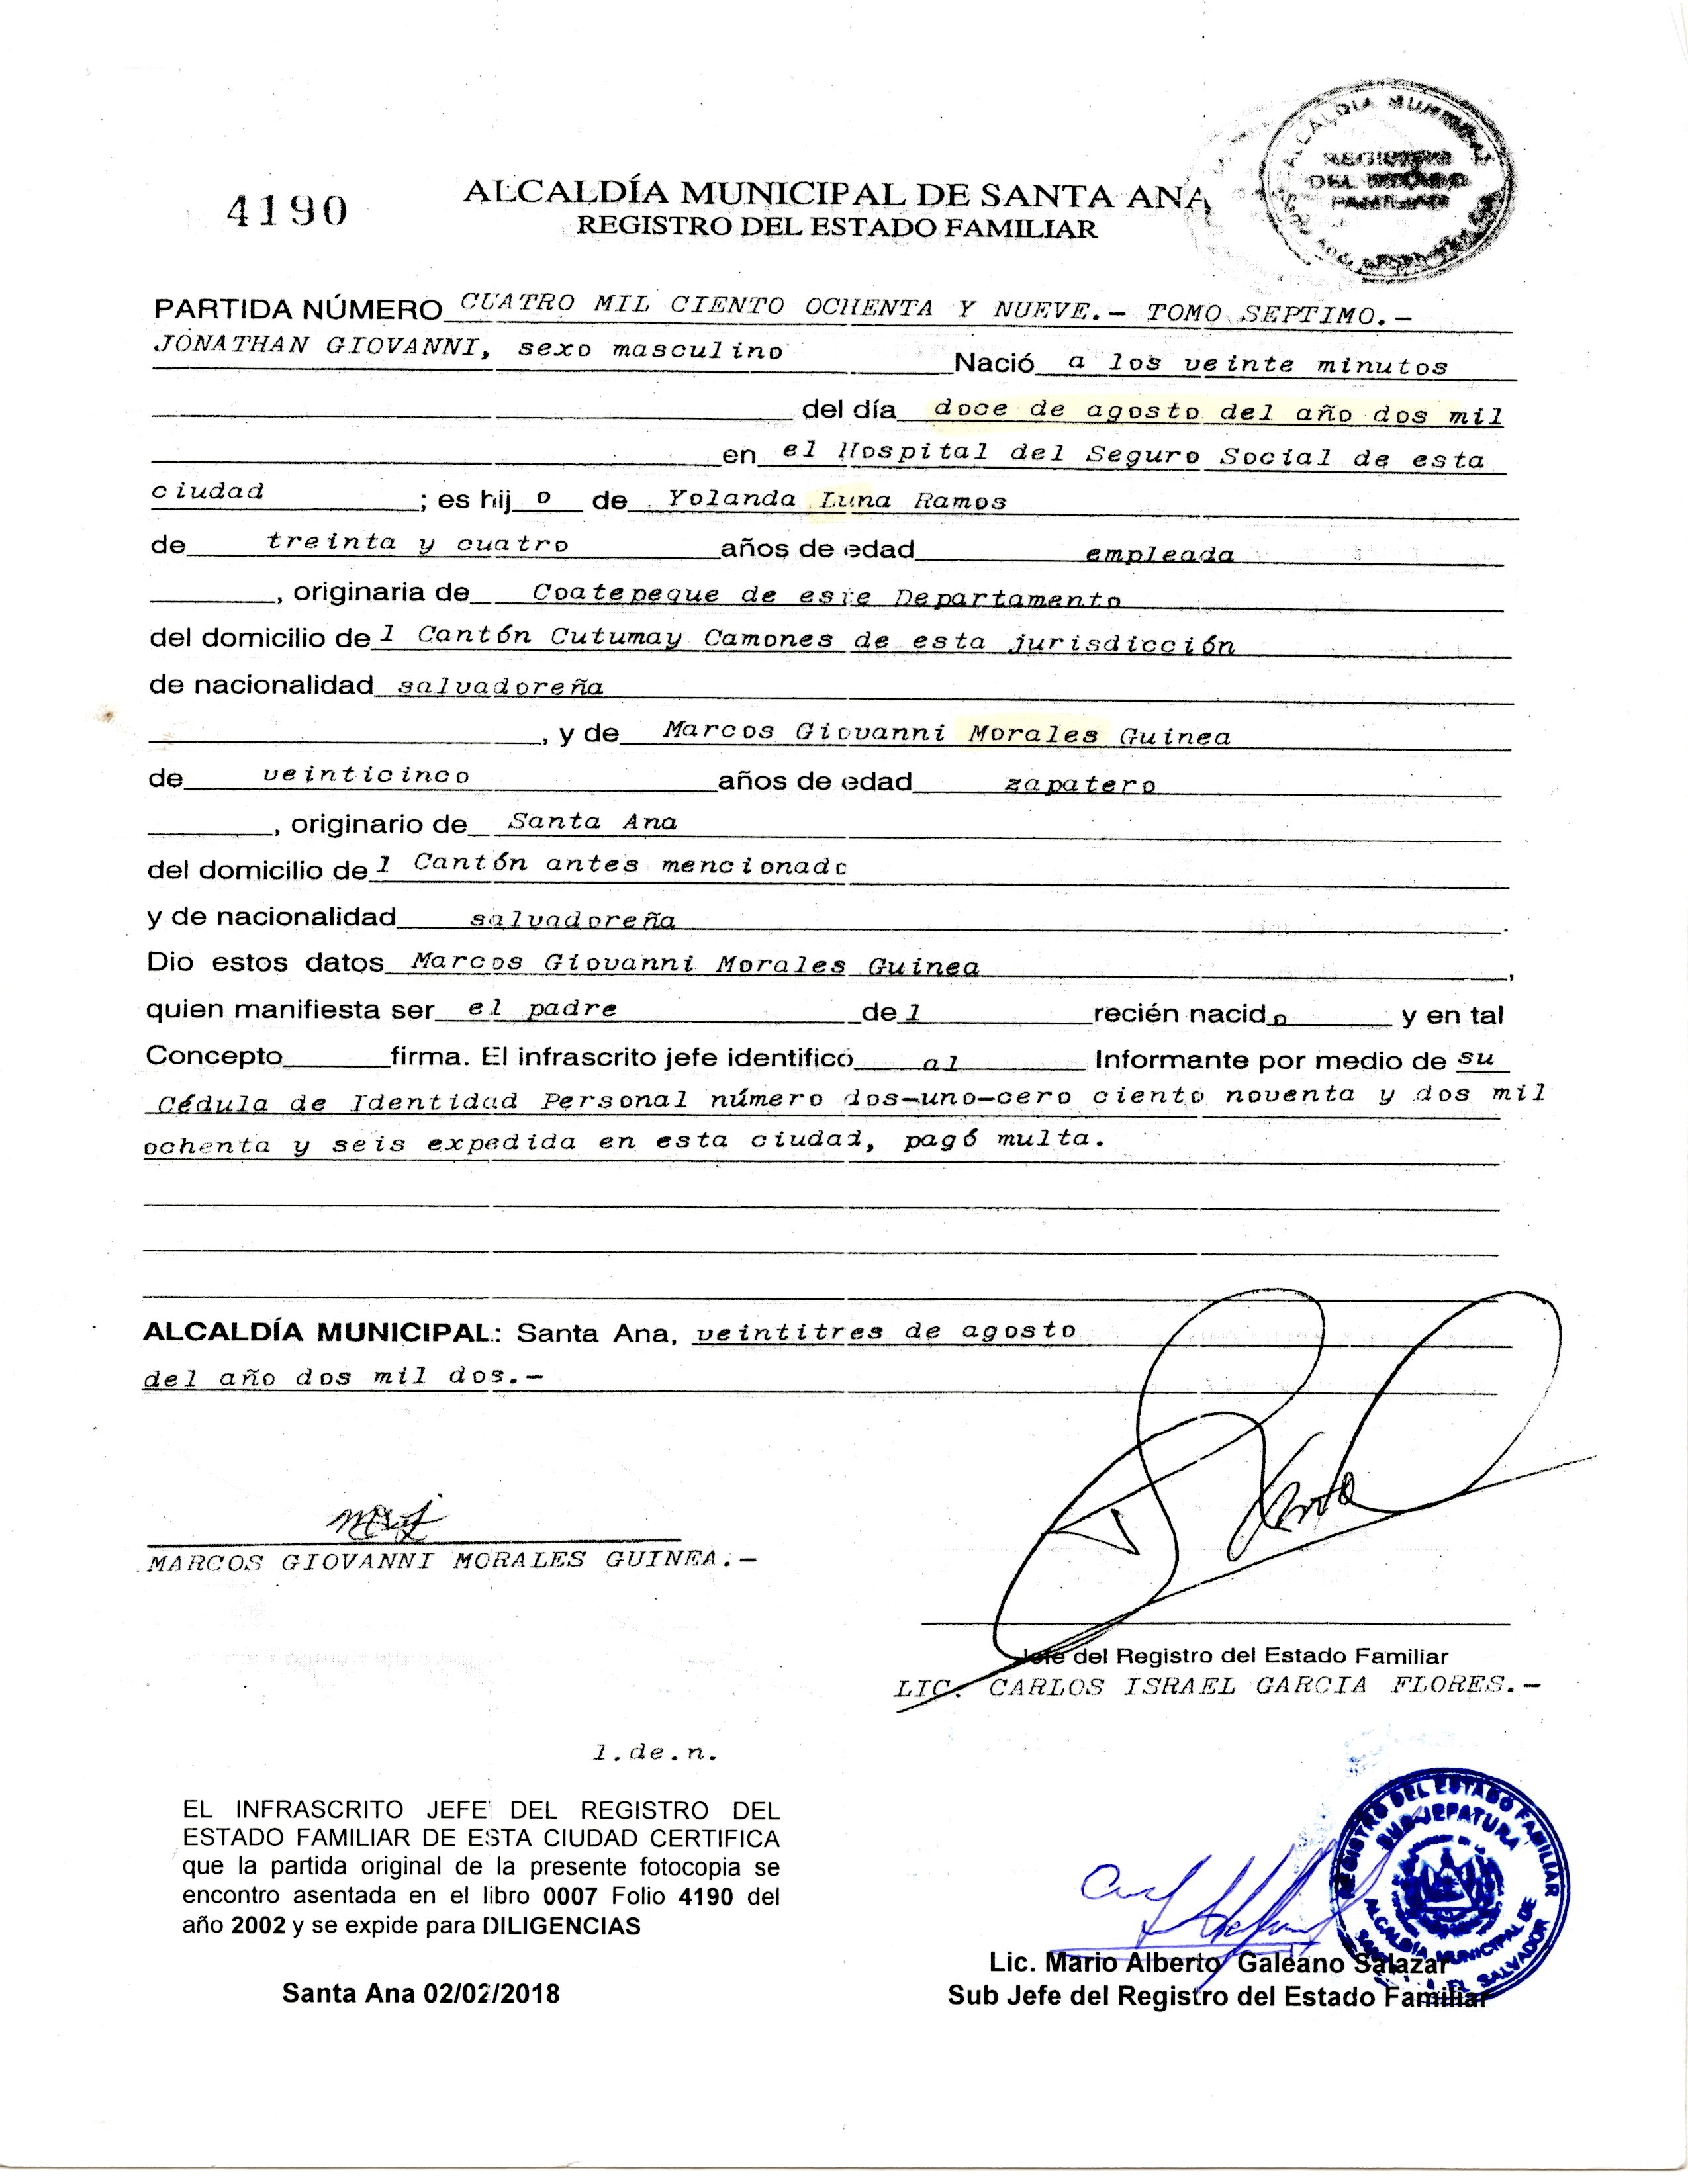 ALCALDÍA MUNICIPAL
REGISTRO
DEL ESTADO
FAMILIAR
4190
ALCALDÍA MUNICIPAL DE SANTA ANA
REGISTRO DEL ESTADO FAMILIAR
PARTIDA NÚMERO CUATRO MIL CIENTO OCHENTA Y NUEVE.- TOMO SEPTIMO.-
JONATHAN GIOVANNI, sexo masculino Nació a los veinte minutos
del día doce de agosto del año dos mil
en el Hospital del Seguro Social de esta
ciudad ; es hij o de Yolanda Luna Ramos
de treinta y cuatro años de edad empleada
, originaria de Coatepeque de este Departamento
del domicilio de l Cantón Cutumay Camones de esta jurisdicción
de nacionalidad salvadoreña
, y de Marcos Giovanni Morales Guinea
de veinticinco años de edad zapatero
, originario de Santa Ana
del domicilio de l Cantón antes mencionado
y de nacionalidad salvadoreña .
Dio estos datos Marcos Giovanni Morales Guinea ,
quien manifiesta ser el padre de l recién nacid o y en tal
Concepto firma. El infrascrito jefe identificó al Informante por medio de su
Cédula de Identidad Personal número dos-uno-cero ciento noventa y dos mil
ochenta y seis expedida en esta ciudad, pagó multa.
ALCALDÍA MUNICIPAL: Santa Ana, veintitres de agosto
del año dos mil dos.-
MARCOS GIOVANNI MORALES GUINEA.-
Jefe del Registro del Estado Familiar
LIC. CARLOS ISRAEL GARCIA FLORES.-
l.de.n.
EL INFRASCRITO JEFE DEL REGISTRO DEL
ESTADO FAMILIAR DE ESTA CIUDAD CERTIFICA
que la partida original de la presente fotocopia se
encontro asentada en el libro 0007 Folio 4190 del
año 2002 y se expide para DILIGENCIAS
Santa Ana 02/02/2018
REGISTRO DEL ESTADO FAMILIAR
SUB-JEFATURA
ALCALDÍA MUNICIPAL DE
SANTA ANA EL SALVADOR
Lic. Mario Alberto Galeano Salazar
Sub Jefe del Registro del Estado Familiar